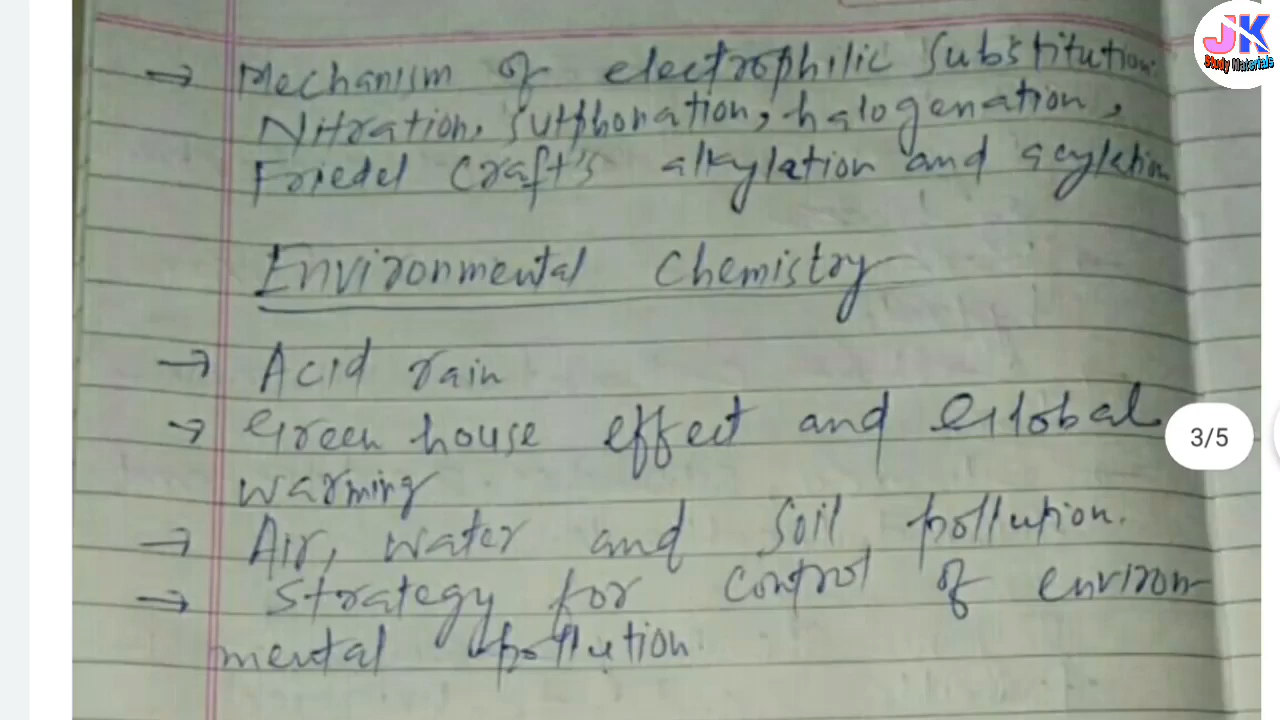 JK
Study Materials
→ Mechanism of electrophilic substitution.
Nitration, sulphonation, halogenation,
Friedel Craft's alkylation and acylation
Environmental Chemistry
→ Acid rain
→ Green house effect and Global
warming
→ Air, water and soil pollution.
3/5
→ Strategy for control of environ-
mental pollution.